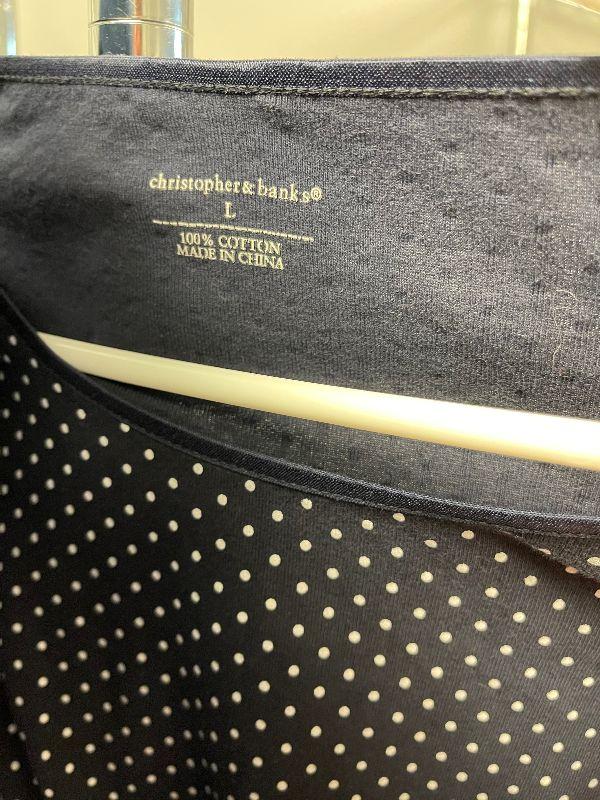 christopher & banks®
L
100% COTTON
MADE IN CHINA